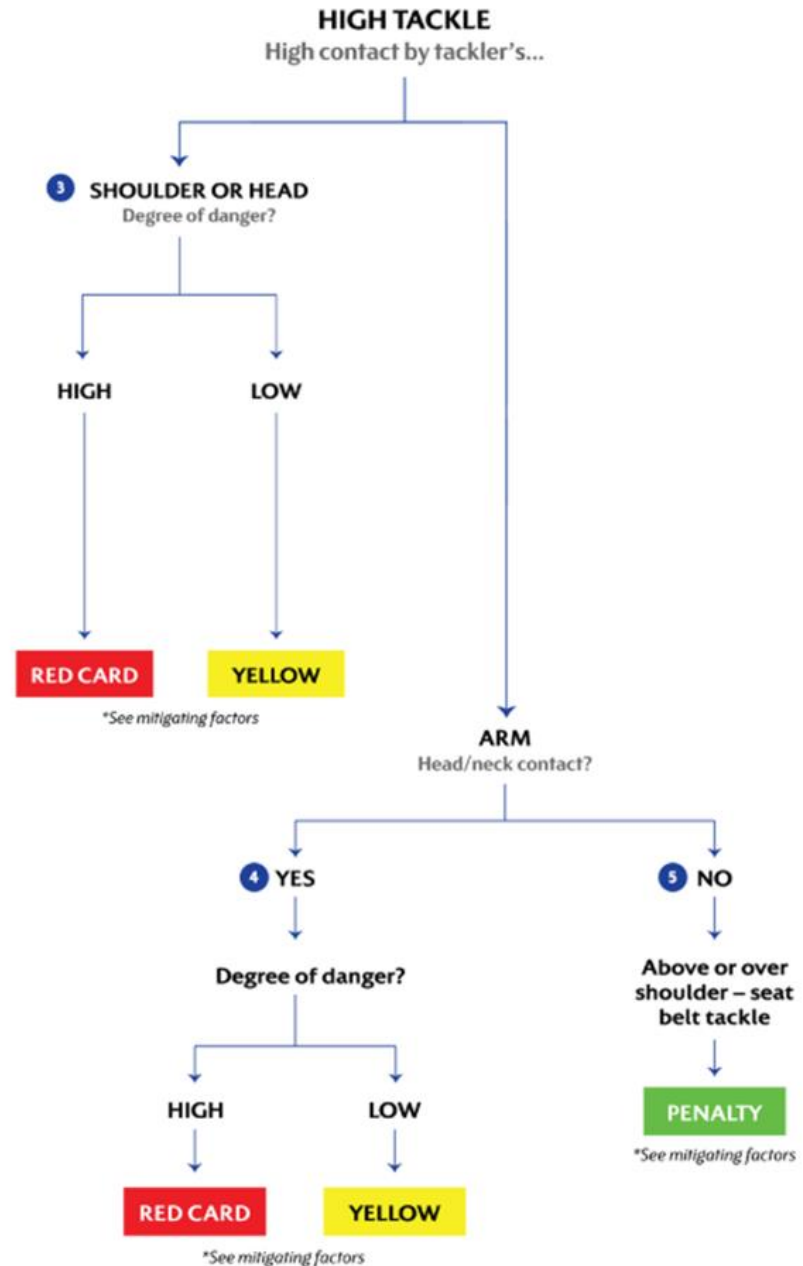 HIGH TACKLE
High contact by tackler's...
3 SHOULDER OR HEAD
Degree of danger?
HIGH
LOW
RED CARD
YELLOW
*See mitigating factors
ARM
Head/neck contact?
4 YES
5 NO
Degree of danger?
Above or over
shoulder – seat
belt tackle
HIGH
LOW
PENALTY
*See mitigating factors
RED CARD
YELLOW
*See mitigating factors